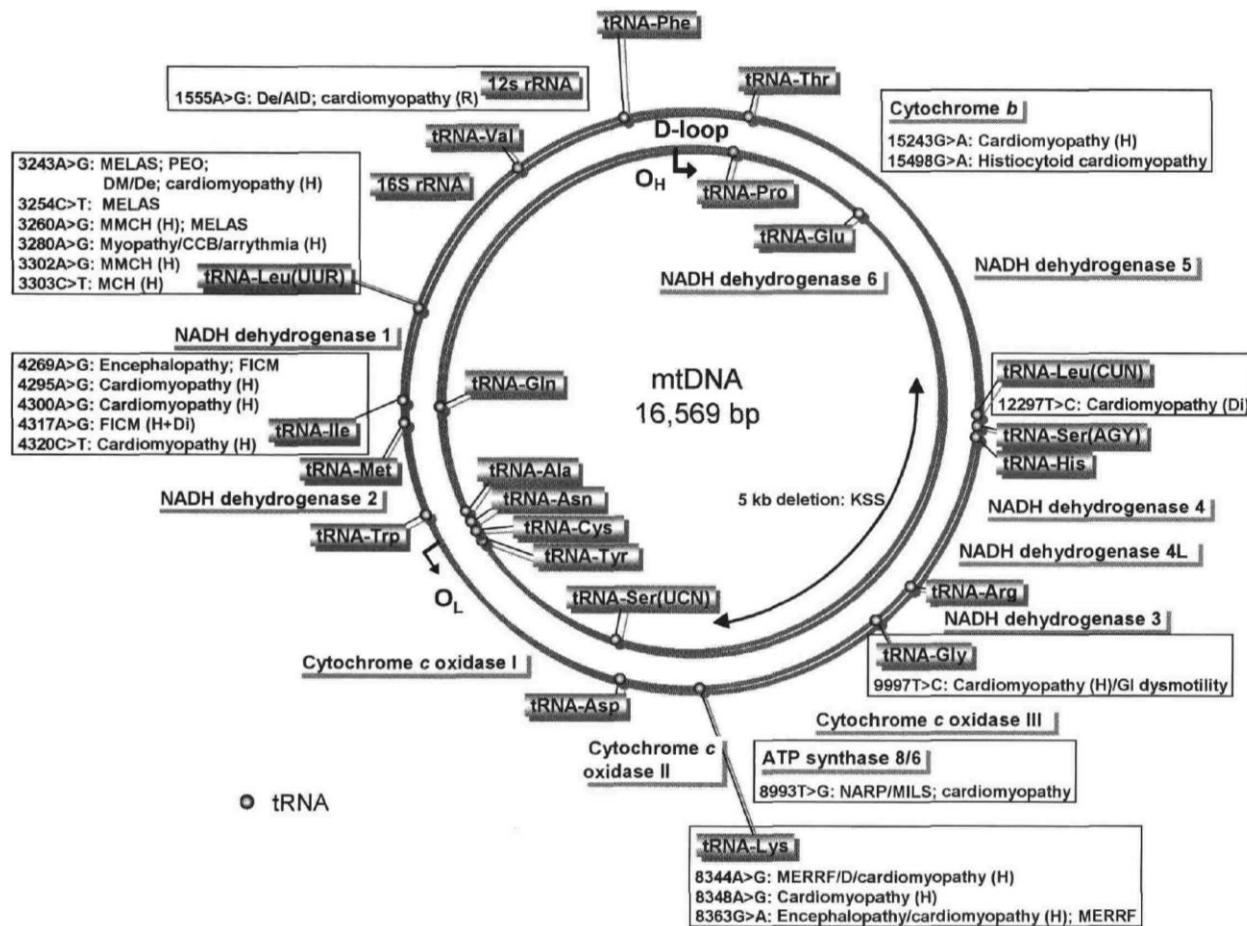 tRNA-Phe
12s rRNA
1555A>G: De/AID; cardiomyopathy (R)
tRNA-Thr
Cytochrome b
15243G>A: Cardiomyopathy (H)
15498G>A: Histiocytoid cardiomyopathy
tRNA-Val
D-loop
OH
tRNA-Pro
16S rRNA
3243A>G: MELAS; PEO;
DM/De; cardiomyopathy (H)
3254C>T: MELAS
3260A>G: MMCH (H); MELAS
3280A>G: Myopathy/CCB/arrythmia (H)
3302A>G: MMCH (H)
3303C>T: MCH (H)
tRNA-Leu(UUR)
tRNA-Glu
NADH dehydrogenase 6
NADH dehydrogenase 5
NADH dehydrogenase 1
4269A>G: Encephalopathy; FICM
4295A>G: Cardiomyopathy (H)
4300A>G: Cardiomyopathy (H)
4317A>G: FICM (H+Di)
4320C>T: Cardiomyopathy (H)
tRNA-Ile
tRNA-Gln
mtDNA
16,569 bp
tRNA-Leu(CUN)
12297T>C: Cardiomyopathy (Di)
tRNA-Ser(AGY)
tRNA-His
tRNA-Met
NADH dehydrogenase 2
tRNA-Trp
tRNA-Ala
tRNA-Asn
tRNA-Cys
tRNA-Tyr
5 kb deletion: KSS
NADH dehydrogenase 4
NADH dehydrogenase 4L
OL
tRNA-Ser(UCN)
tRNA-Arg
NADH dehydrogenase 3
tRNA-Gly
9997T>C: Cardiomyopathy (H)/GI dysmotility
Cytochrome c oxidase I
tRNA-Asp
Cytochrome c oxidase III
Cytochrome c
oxidase II
ATP synthase 8/6
8993T>G: NARP/MILS; cardiomyopathy
tRNA
tRNA-Lys
8344A>G: MERRF/D/cardiomyopathy (H)
8348A>G: Cardiomyopathy (H)
8363G>A: Encephalopathy/cardiomyopathy (H); MERRF